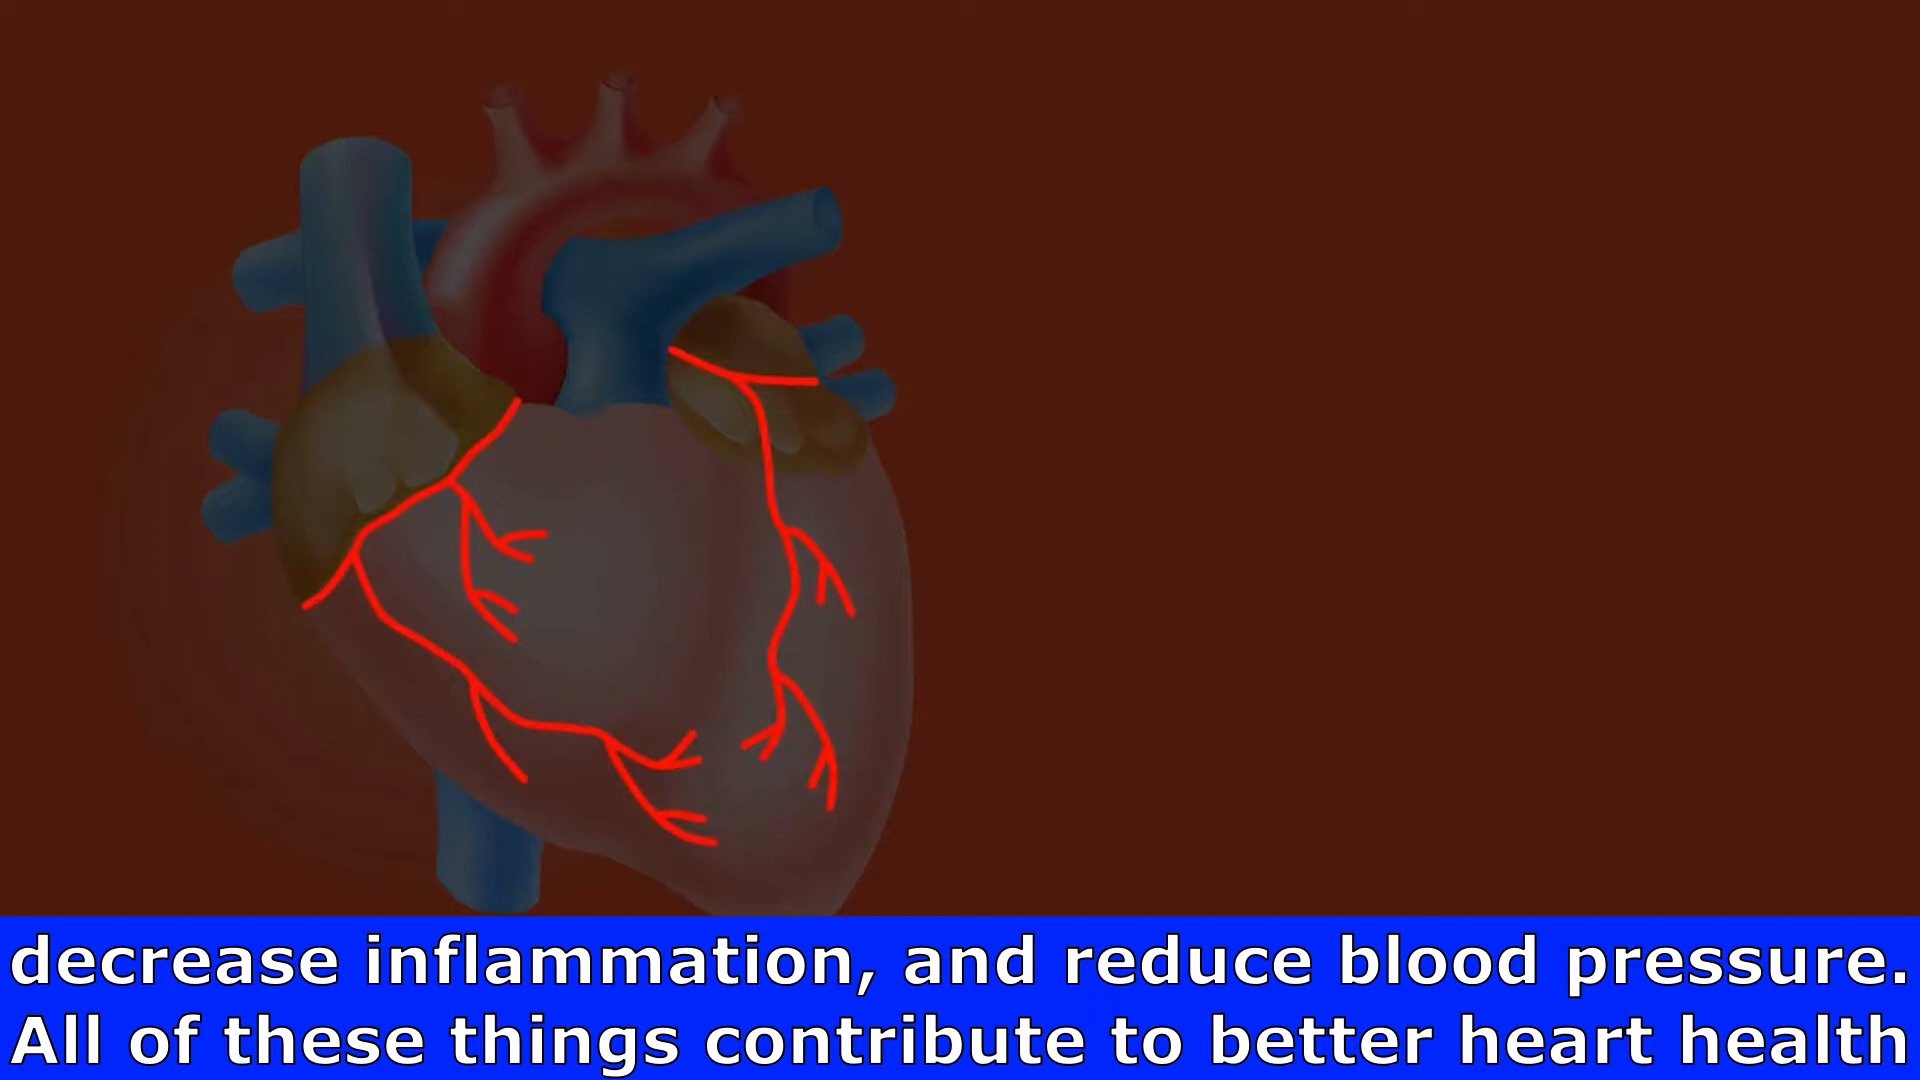 decrease inflammation, and reduce blood pressure.
All of these things contribute to better heart health